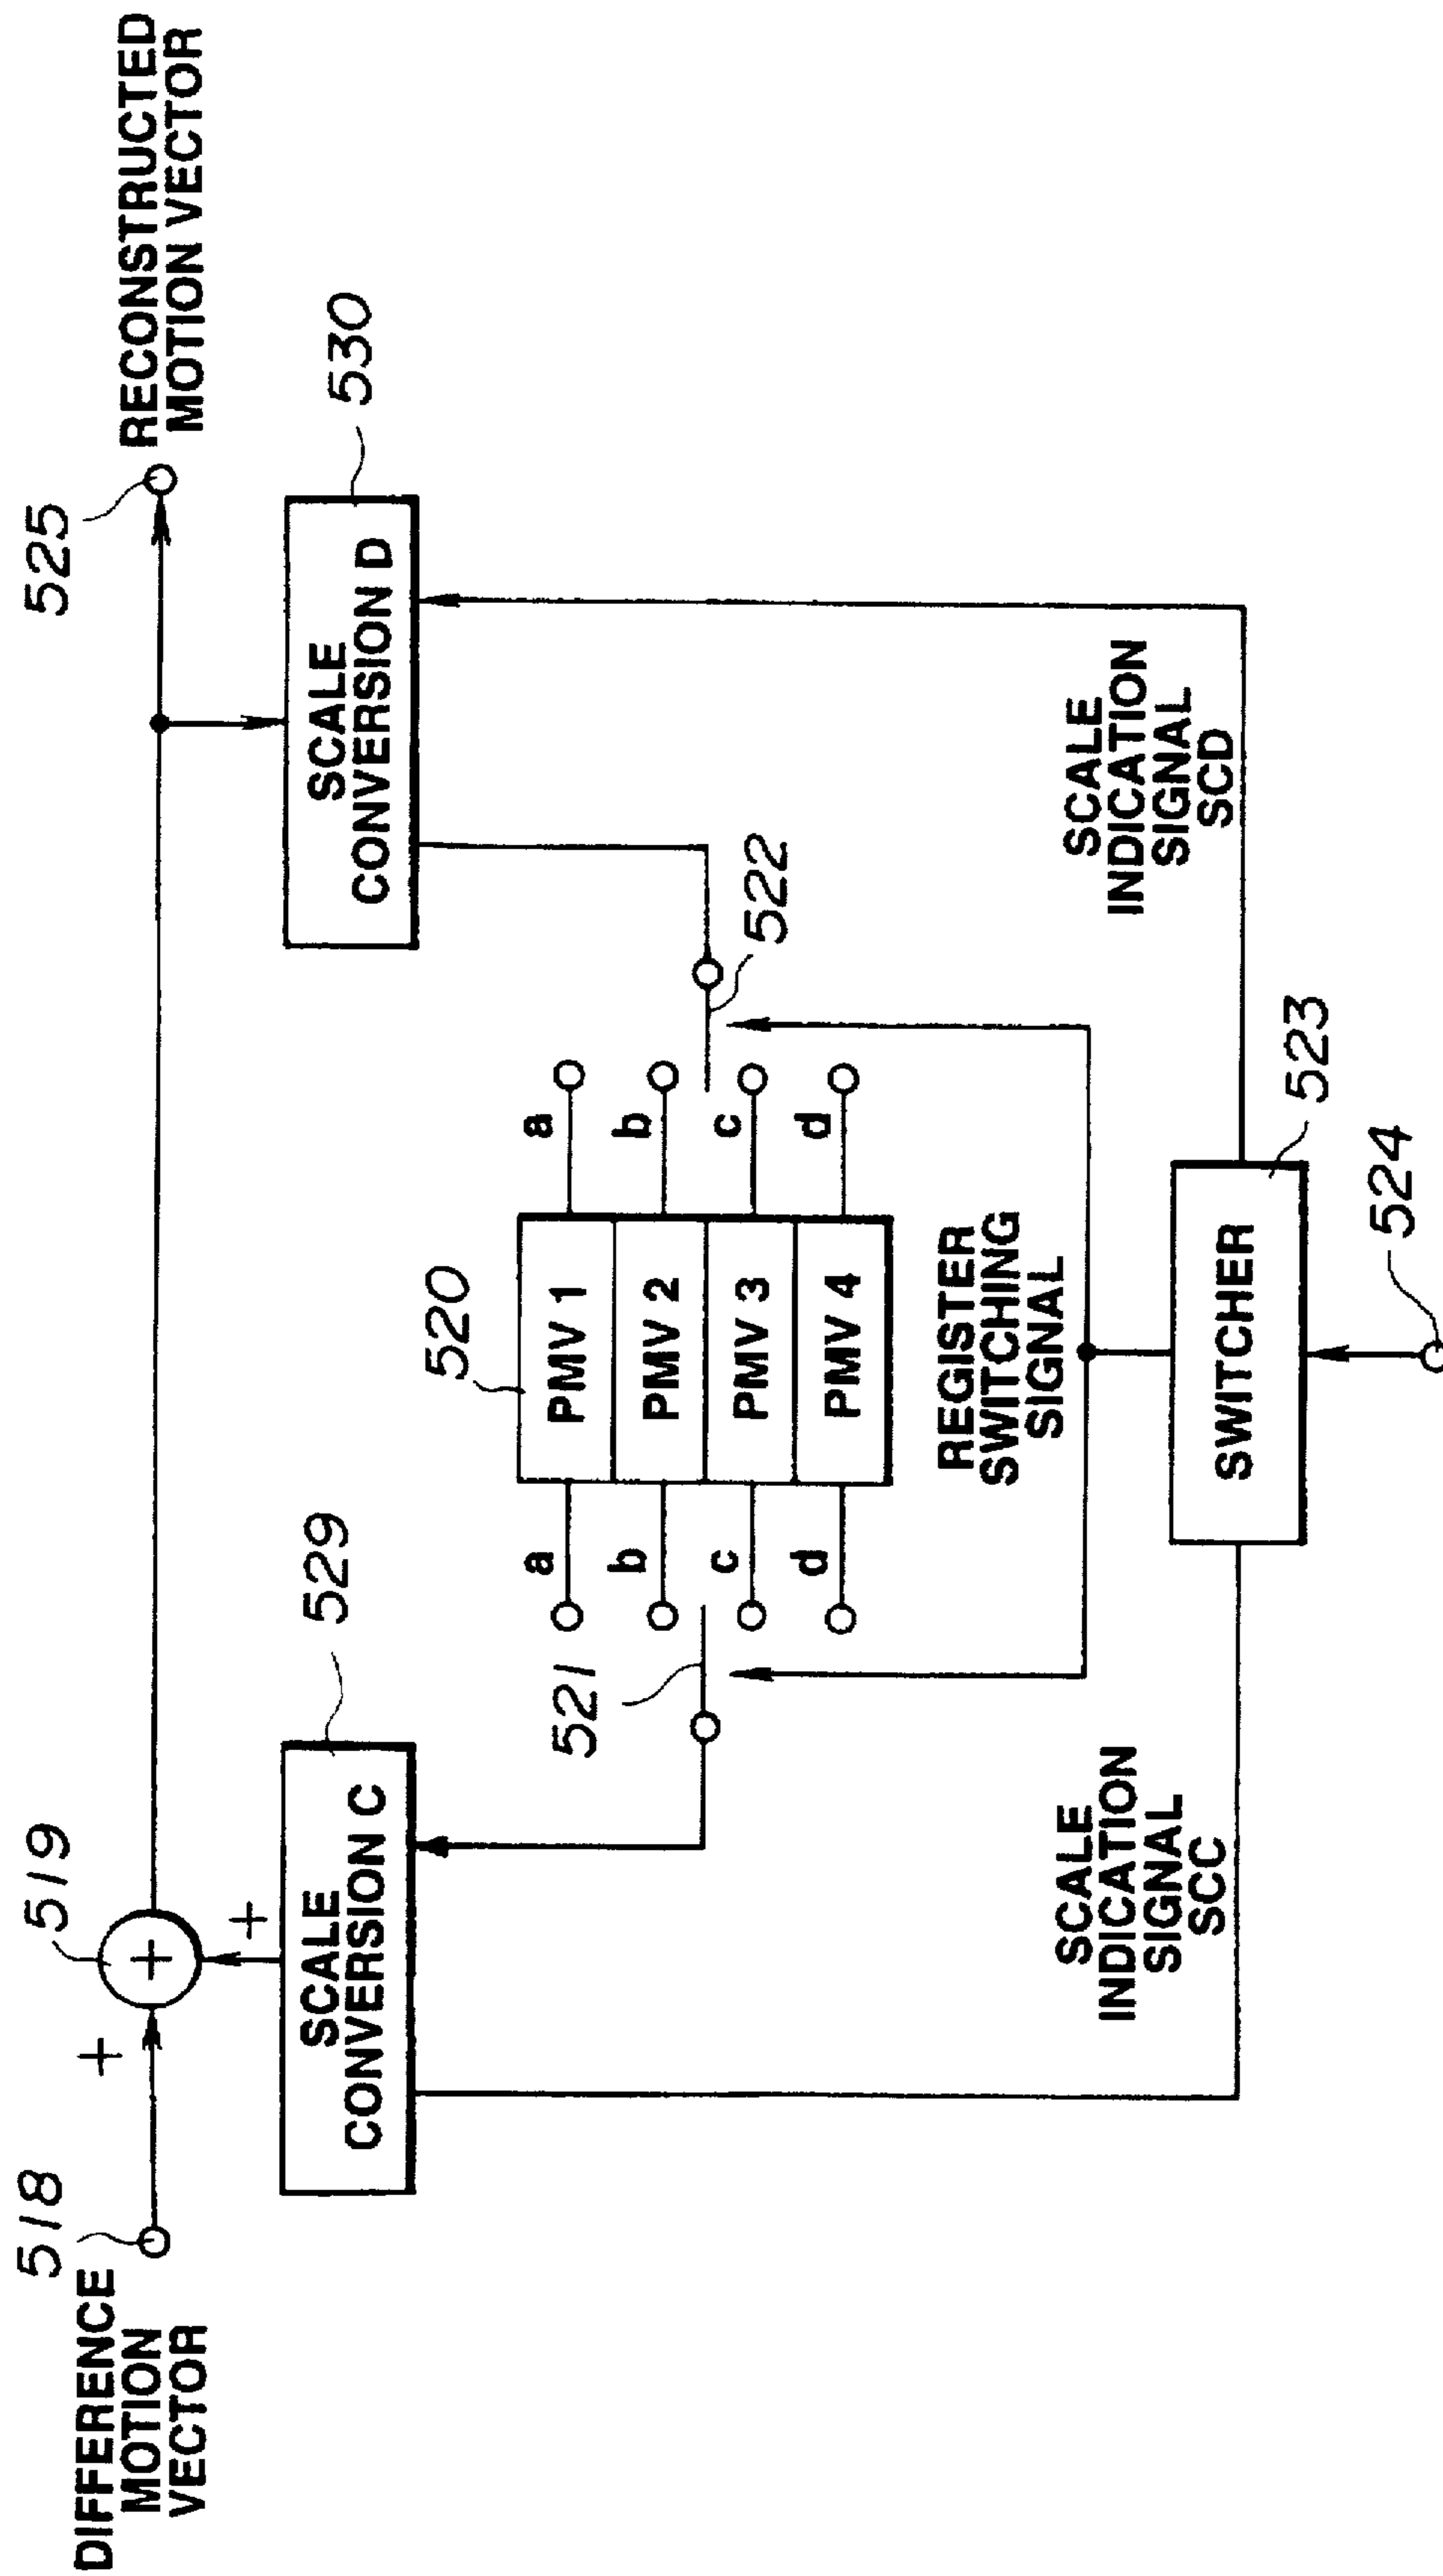 DIFFERENCE
MOTION
VECTOR
518
519
+
+
+
525
RECONSTRUCTED
MOTION VECTOR
SCALE
CONVERSION C
529
SCALE
CONVERSION D
530
520
521
a
b
c
d
PMV 1
PMV 2
PMV 3
PMV 4
a
b
c
d
522
REGISTER
SWITCHING
SIGNAL
SCALE
INDICATION
SIGNAL
SCC
SCALE
INDICATION
SIGNAL
SCD
SWITCHER
523
524